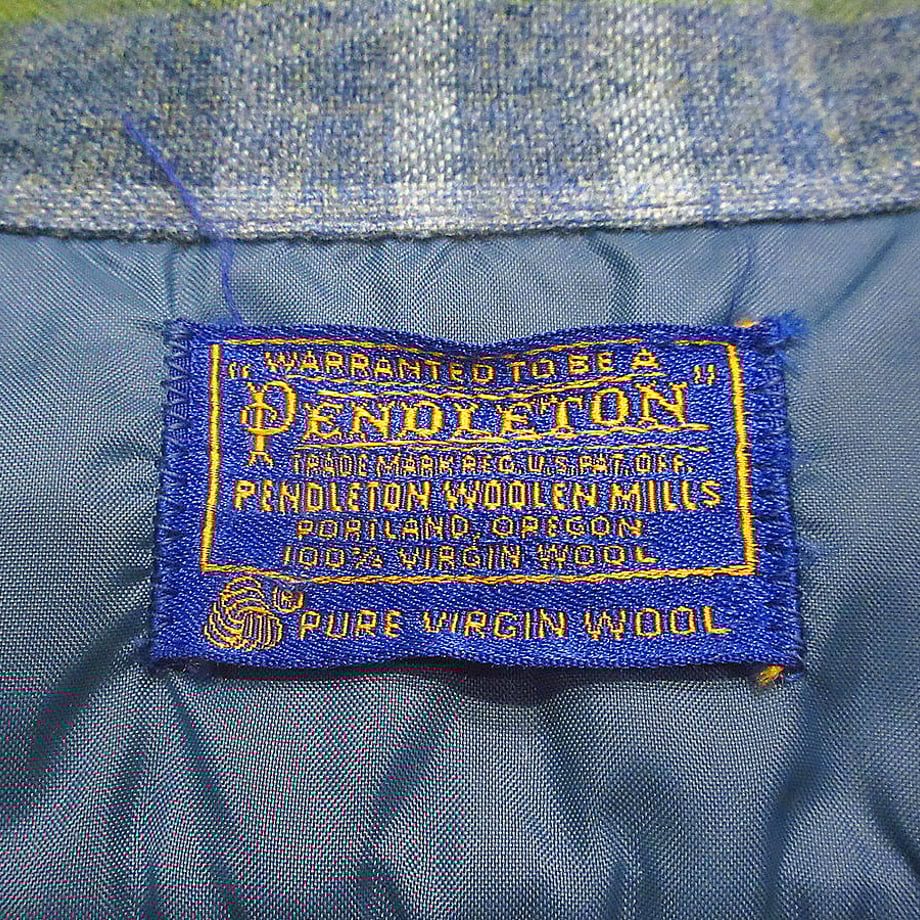 WARRANTED TO BE A
"PENDLETON"
TRADE MARK REG. U.S. PAT. OFF.
PENDLETON WOOLEN MILLS
PORTLAND, OREGON
100% VIRGIN WOOL
® PURE VIRGIN WOOL